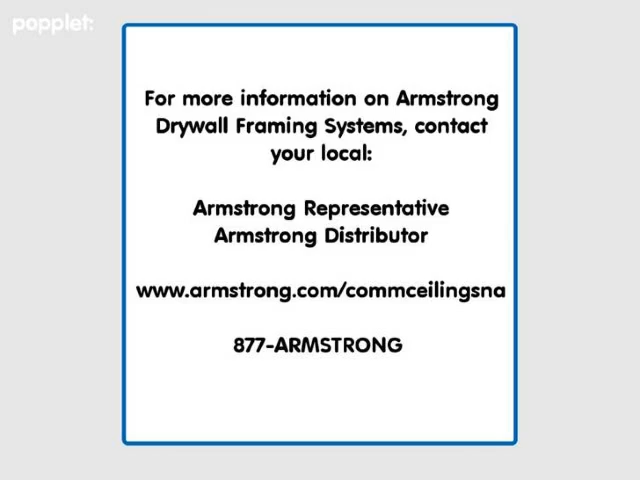 popplet:
For more information on Armstrong
Drywall Framing Systems, contact
your local:
Armstrong Representative
Armstrong Distributor
www.armstrong.com/commceilingsna
877-ARMSTRONG